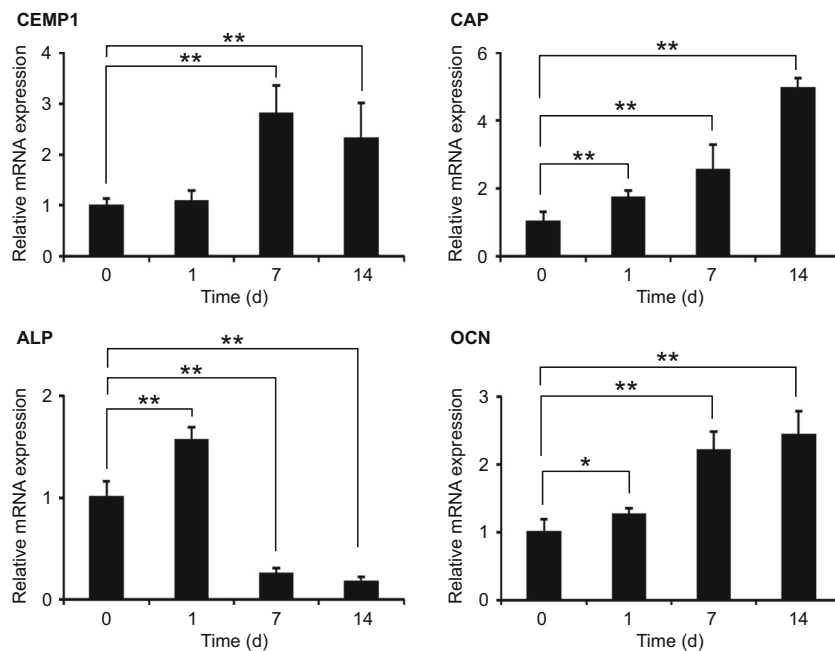 CEMP1
Relative mRNA expression
4
3
2
1
0
**
**
0 1 7 14
Time (d)
CAP
Relative mRNA expression
6
4
2
0
**
**
**
0 1 7 14
Time (d)
ALP
Relative mRNA expression
2
1
0
**
**
**
0 1 7 14
Time (d)
OCN
Relative mRNA expression
3
2
1
0
**
**
*
0 1 7 14
Time (d)